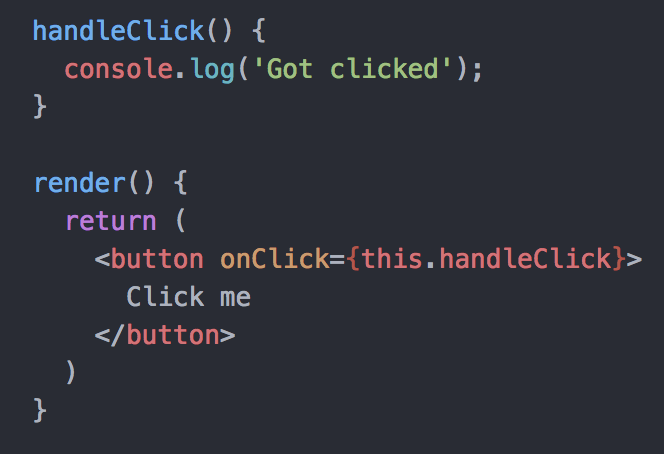 handleClick() {
  console.log('Got clicked');
}

render() {
  return (
    <button onClick={this.handleClick}>
      Click me
    </button>
  )
}